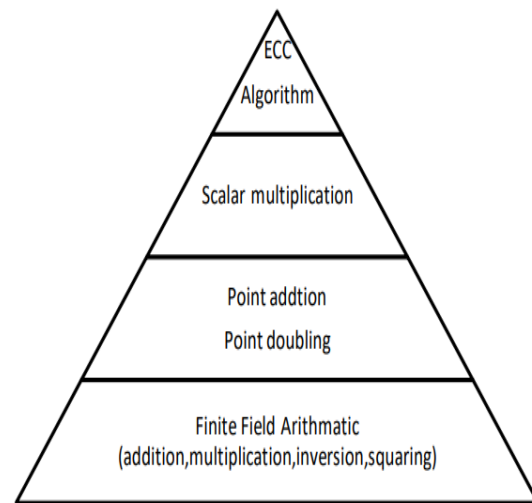 ECC
Algorithm
Scalar multiplication
Point addtion
Point doubling
Finite Field Arithmatic
(addition,multiplication,inversion,squaring)